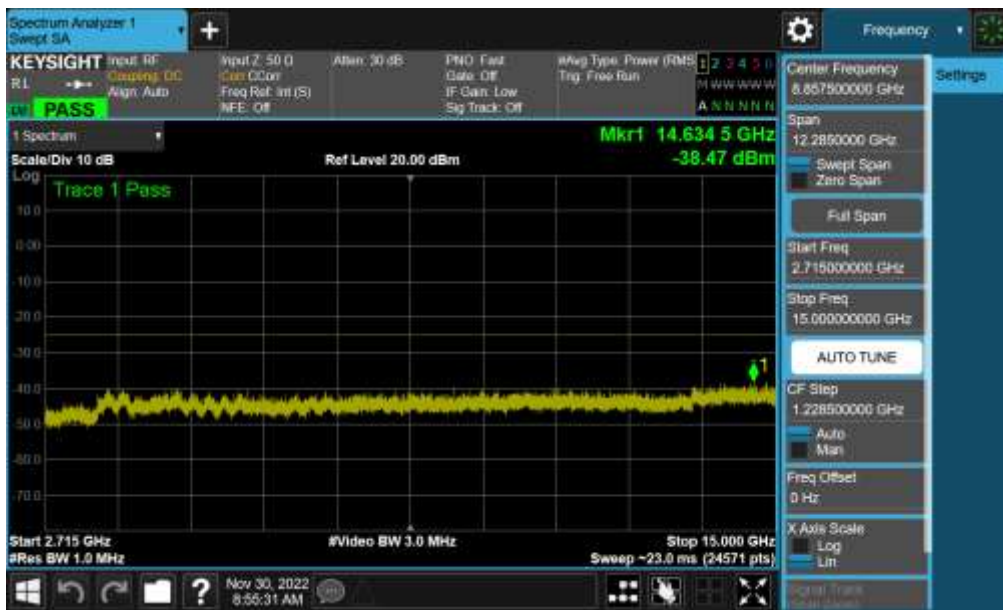 Spectrum Analyzer 1
Swept SA
+
Frequency
KEYSIGHT
Input: RF
Coupling: DC
Align: Auto
Input Z: 50 Ω
Corr CCorr
Freq Ref: Int (S)
NFE: Off
Atten: 30 dB
PNO: Fast
Gate: Off
IF Gain: Low
Sig Track: Off
#Avg Type: Power (RMS
Trig: Free Run
1 2 3 4 5 6
M W W W W W
A N N N N N
R L
PASS
1 Spectrum
Scale/Div 10 dB
Ref Level 20.00 dBm
Mkr1 14.634 5 GHz
-38.47 dBm
Log
Trace 1 Pass
10.0
0.00
-10.0
-20.0
-30.0
-40.0
-50.0
-60.0
-70.0
1
Start 2.715 GHz
#Res BW 1.0 MHz
#Video BW 3.0 MHz
Stop 15.000 GHz
Sweep ~23.0 ms (24571 pts)
Center Frequency
8.857500000 GHz
Span
12.2850000 GHz
Swept Span
Zero Span
Full Span
Start Freq
2.715000000 GHz
Stop Freq
15.000000000 GHz
AUTO TUNE
CF Step
1.228500000 GHz
Auto
Man
Freq Offset
0 Hz
X Axis Scale
Log
Lin
Settings
?
Nov 30, 2022
8:55:31 AM